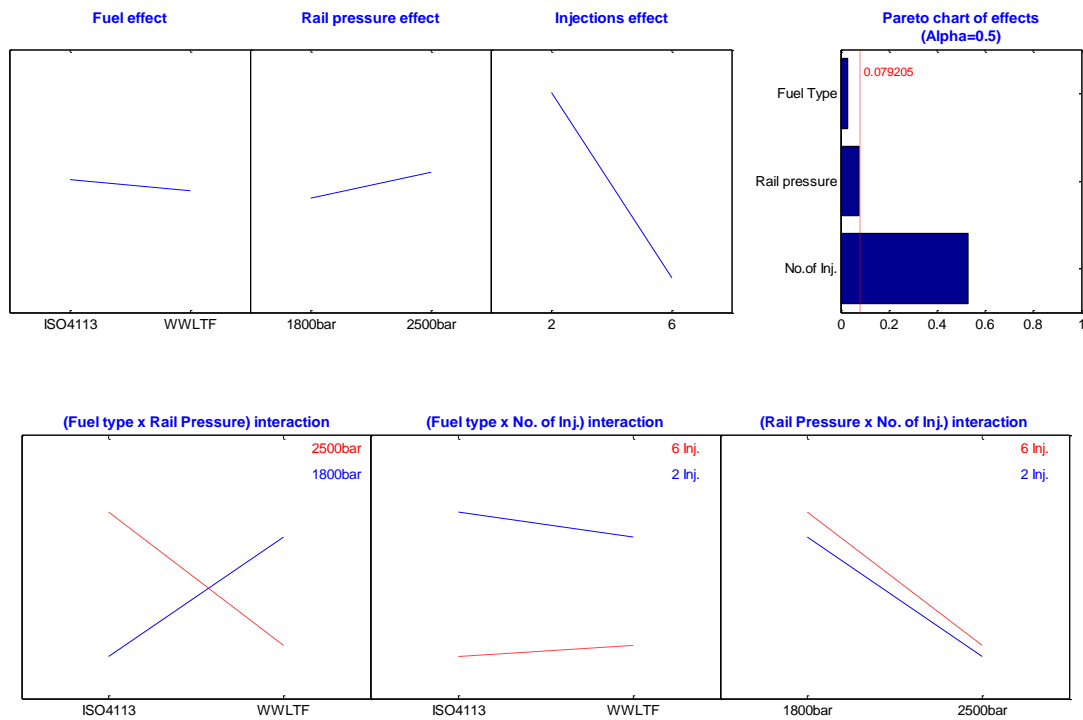 Fuel effect
Rail pressure effect
Injections effect
Pareto chart of effects
(Alpha=0.5)
0.079205
Fuel Type
Rail pressure
No.of Inj.
ISO4113
WWLTF
1800bar
2500bar
2
6
0
0.2
0.4
0.6
0.8
1
(Fuel type x Rail Pressure) interaction
(Fuel type x No. of Inj.) interaction
(Rail Pressure x No. of Inj.) interaction
2500bar
1800bar
6 Inj.
2 Inj.
6 Inj.
2 Inj.
ISO4113
WWLTF
ISO4113
WWLTF
1800bar
2500bar